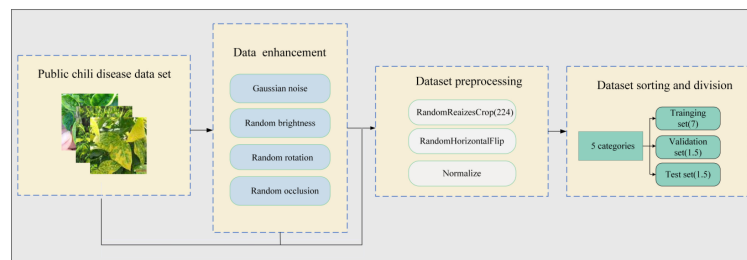 Public chili disease data set
Data enhancement
Gaussian noise
Random brightness
Random rotation
Random occlusion
Dataset preprocessing
RandomReaizesCrop(224)
RandomHorizontalFlip
Normalize
Dataset sorting and division
5 categories
Trainging
set(7)
Validation
set(1.5)
Test set(1.5)